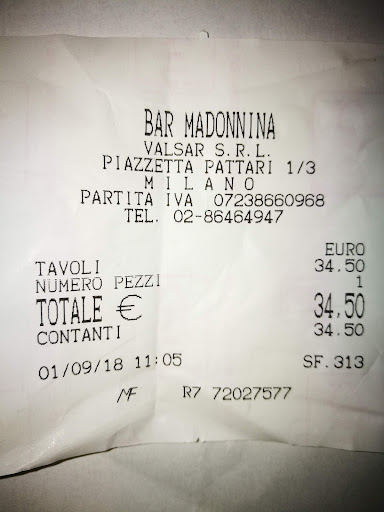 BAR MADONNINA
VALSAR S.R.L.
PIAZZETTA PATTARI 1/3
M I L A N O
PARTITA IVA 07238660968
TEL. 02-86464947
EURO
TAVOLI 34,50
NUMERO PEZZI 1
TOTALE € 34,50
CONTANTI 34,50
01/09/18 11:05 SF. 313
MF R7 72027577